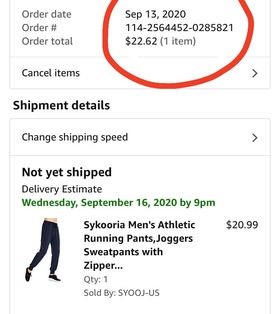 Order date Sep 13, 2020
Order # 114-2564452-0285821
Order total $22.62 (1 item)
Cancel items
Shipment details
Change shipping speed
Not yet shipped
Delivery Estimate
Wednesday, September 16, 2020 by 9pm
Sykooria Men's Athletic $20.99
Running Pants,Joggers
Sweatpants with
Zipper...
Qty: 1
Sold By: SYOOJ-US